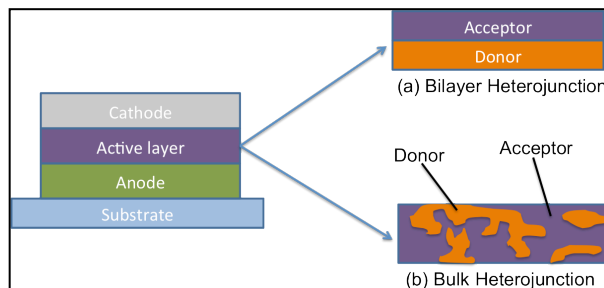 Acceptor
Donor
(a) Bilayer Heterojunction
Cathode
Active layer
Anode
Substrate
Donor
Acceptor
(b) Bulk Heterojunction